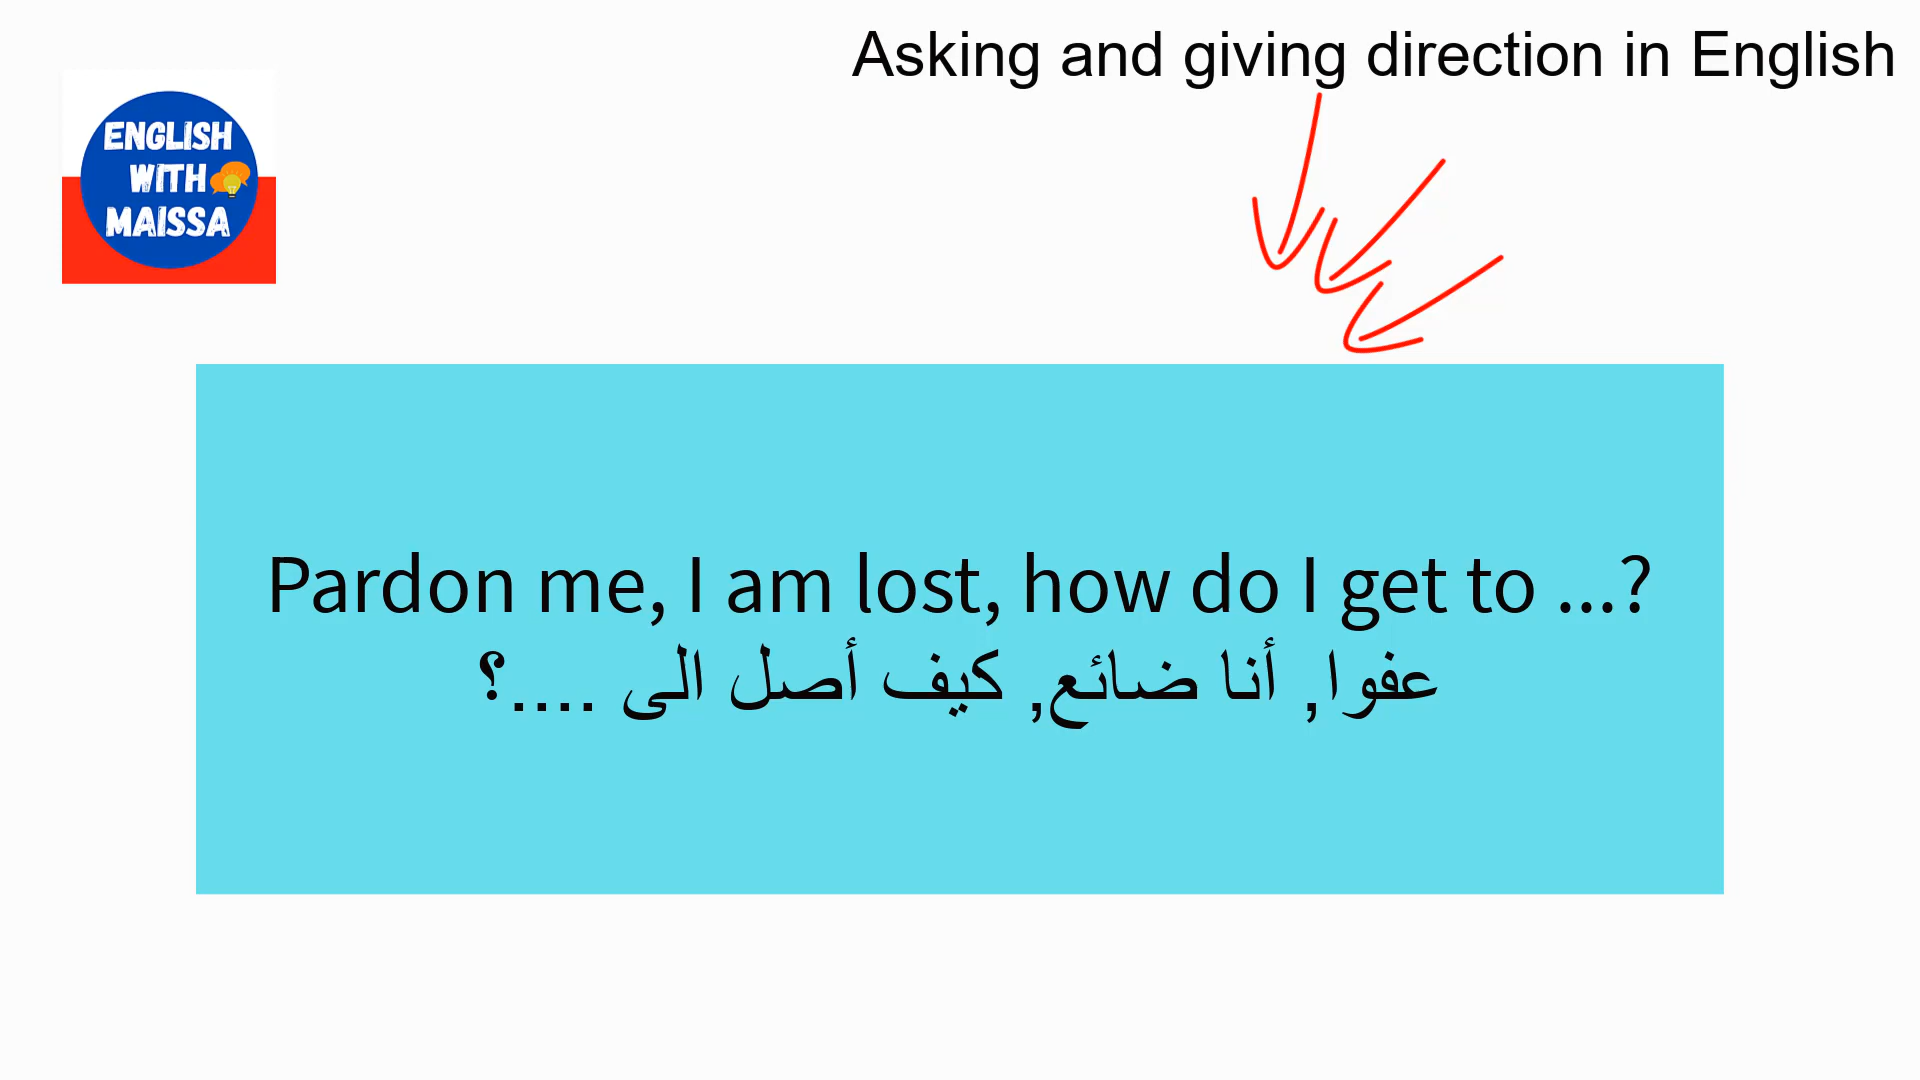 Asking and giving direction in English
ENGLISH
WITH
MAISSA
Pardon me, I am lost, how do I get to ...?
عفوا, أنا ضائع, كيف أصل الى ....؟